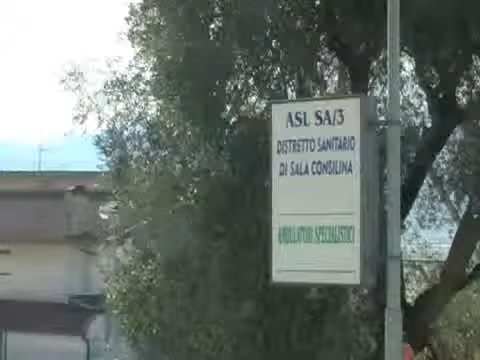 ASL SA/3
DISTRETTO SANITARIO
DI SALA CONSILINA
AMBULATORI SPECIALISTICI